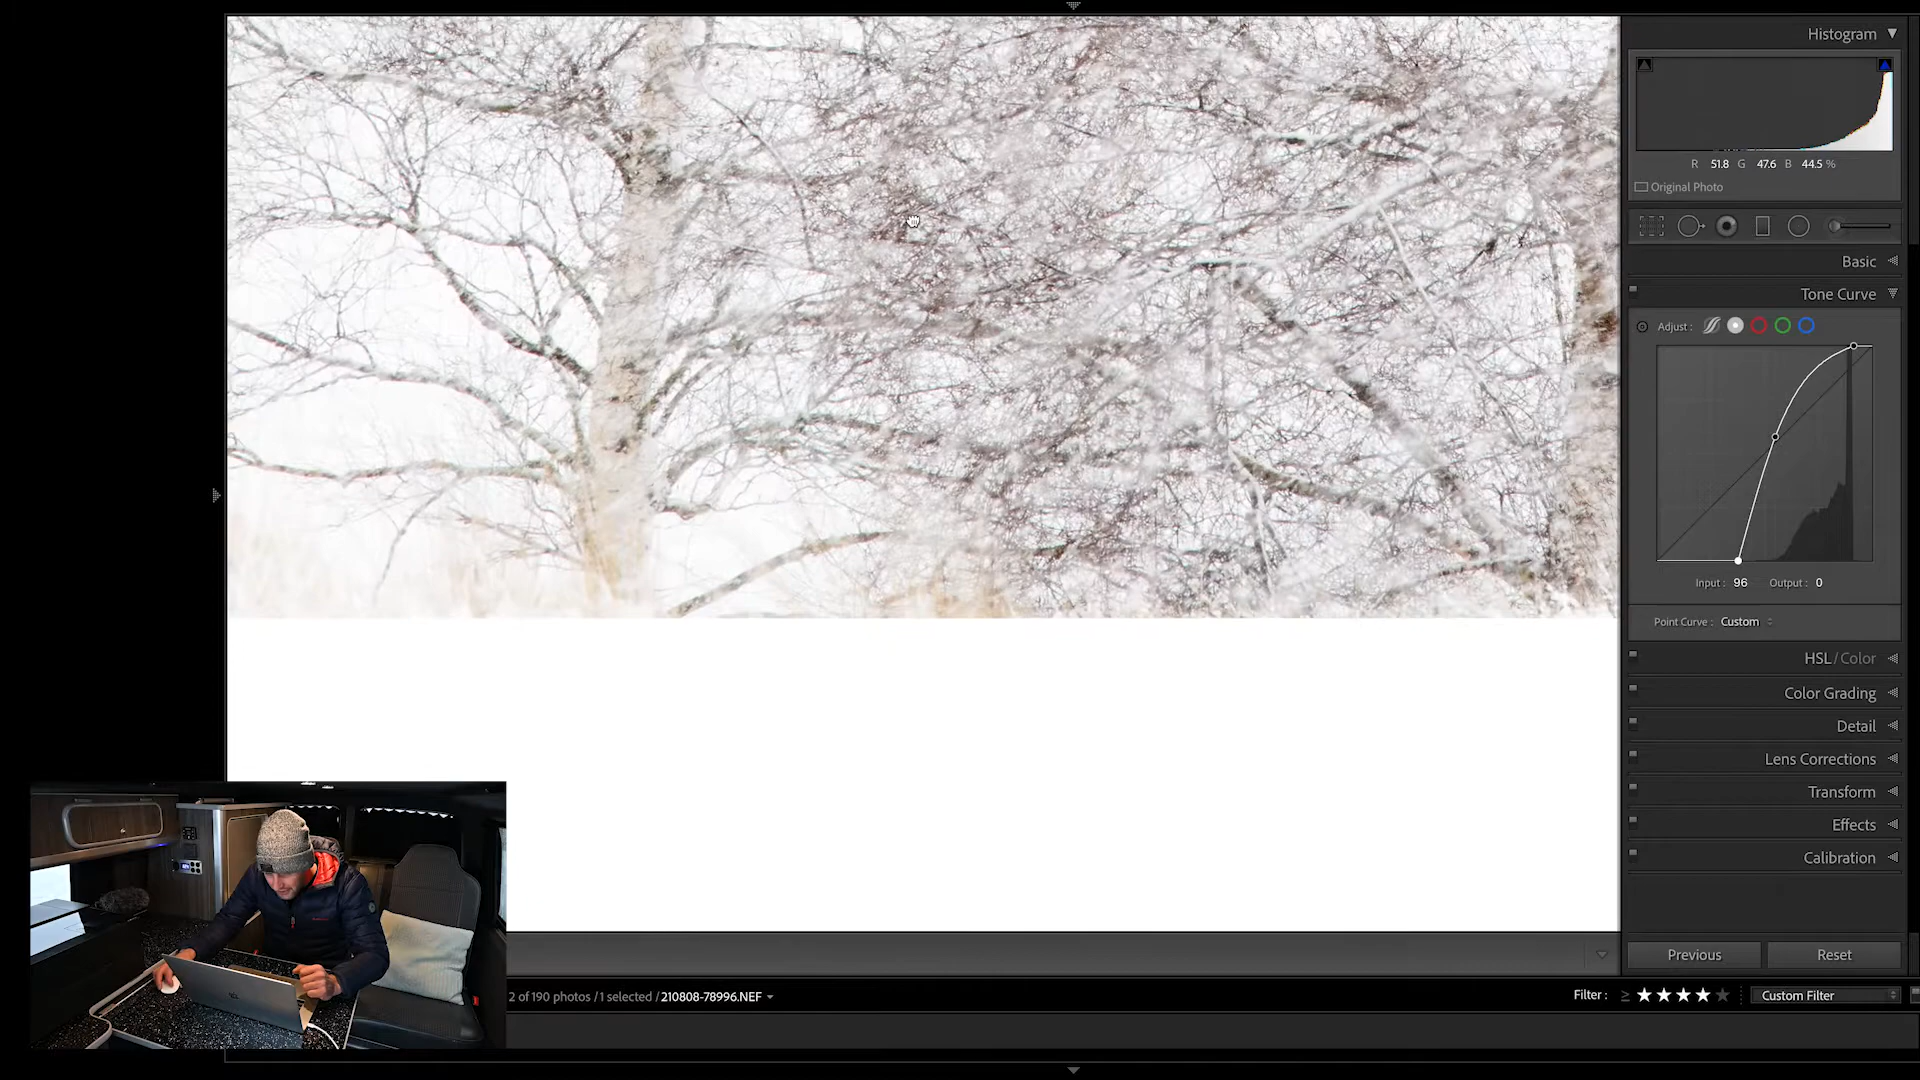 Histogram
R 51.8 G 47.6 B 44.5 %
Original Photo
Basic
Tone Curve
Adjust :
Input : 96 Output : 0
Point Curve : Custom
HSL / Color
Color Grading
Detail
Lens Corrections
Transform
Effects
Calibration
Previous Reset
2 of 190 photos / 1 selected / 210808-78996.NEF
Filter : ≥ ★★★★★ Custom Filter